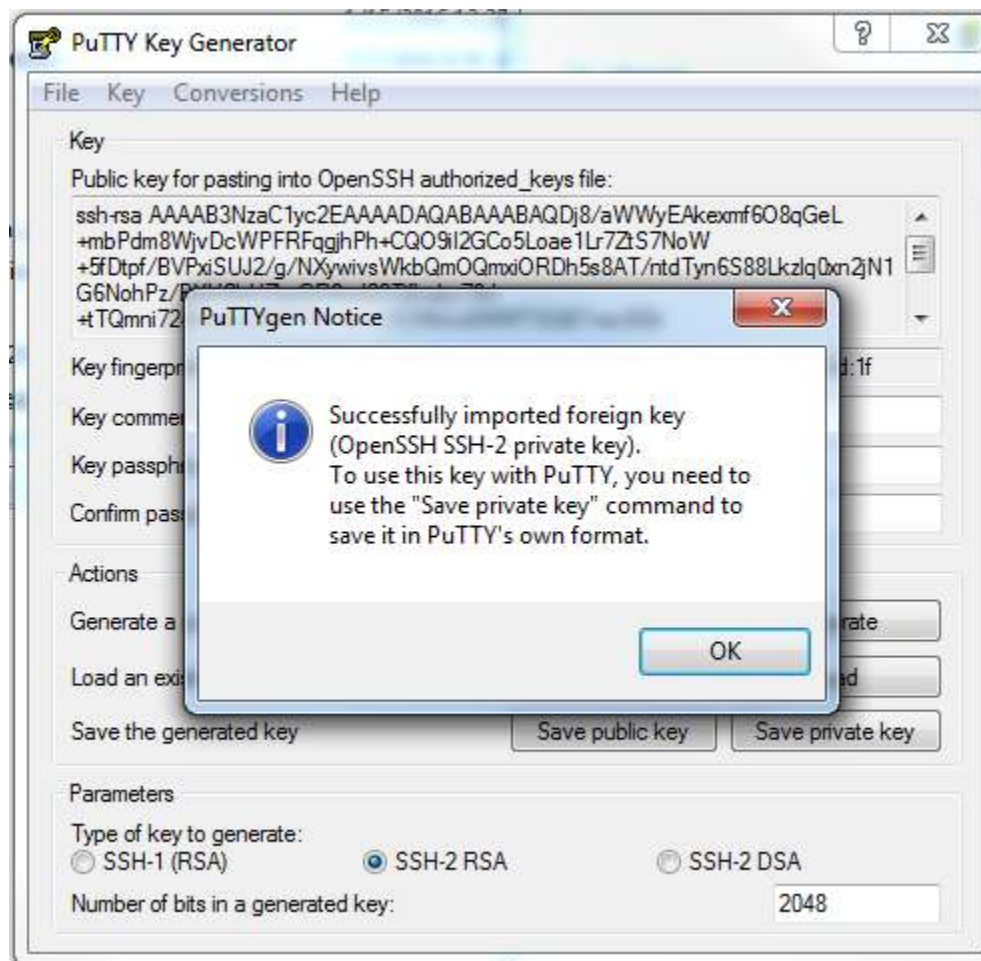 PuTTY Key Generator
File Key Conversions Help
Key
Public key for pasting into OpenSSH authorized_keys file:
ssh-rsa AAAAB3NzaC1yc2EAAAADAQABAAABAQDj8/aWWyEAkexmf6O8qGeL
+mbPdm8WjvDcWPFRFqgjhPh+CQO9iI2GCo5Loae1Lr7ZtS7NoW
+5fDtpf/BVPxiSUJ2/g/NXywivsWkbQmOQmxiORDh5s8AT/ntdTyn6S88Lkzlq0xn2jN1
G6NohPz/
+tTQmni72
PuTTYgen Notice
Key fingerpr
d:1f
Key commer
Key passphr
Confirm pas
Successfully imported foreign key
(OpenSSH SSH-2 private key).
To use this key with PuTTY, you need to
use the "Save private key" command to
save it in PuTTY's own format.
OK
Actions
Generate a
rate
Load an exi
ad
Save the generated key Save public key Save private key
Parameters
Type of key to generate:
SSH-1 (RSA) SSH-2 RSA SSH-2 DSA
Number of bits in a generated key: 2048